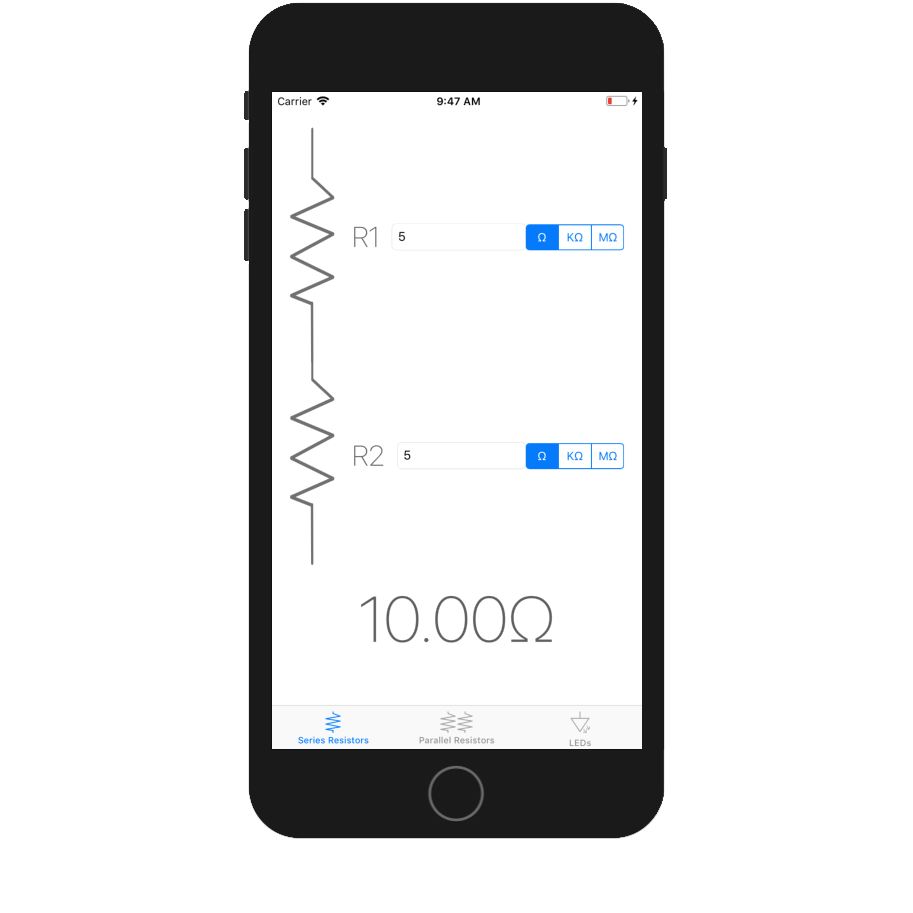 Carrier 9:47 AM
R1 5 Ω KΩ MΩ
R2 5 Ω KΩ MΩ
10.00Ω
Series Resistors Parallel Resistors LEDs